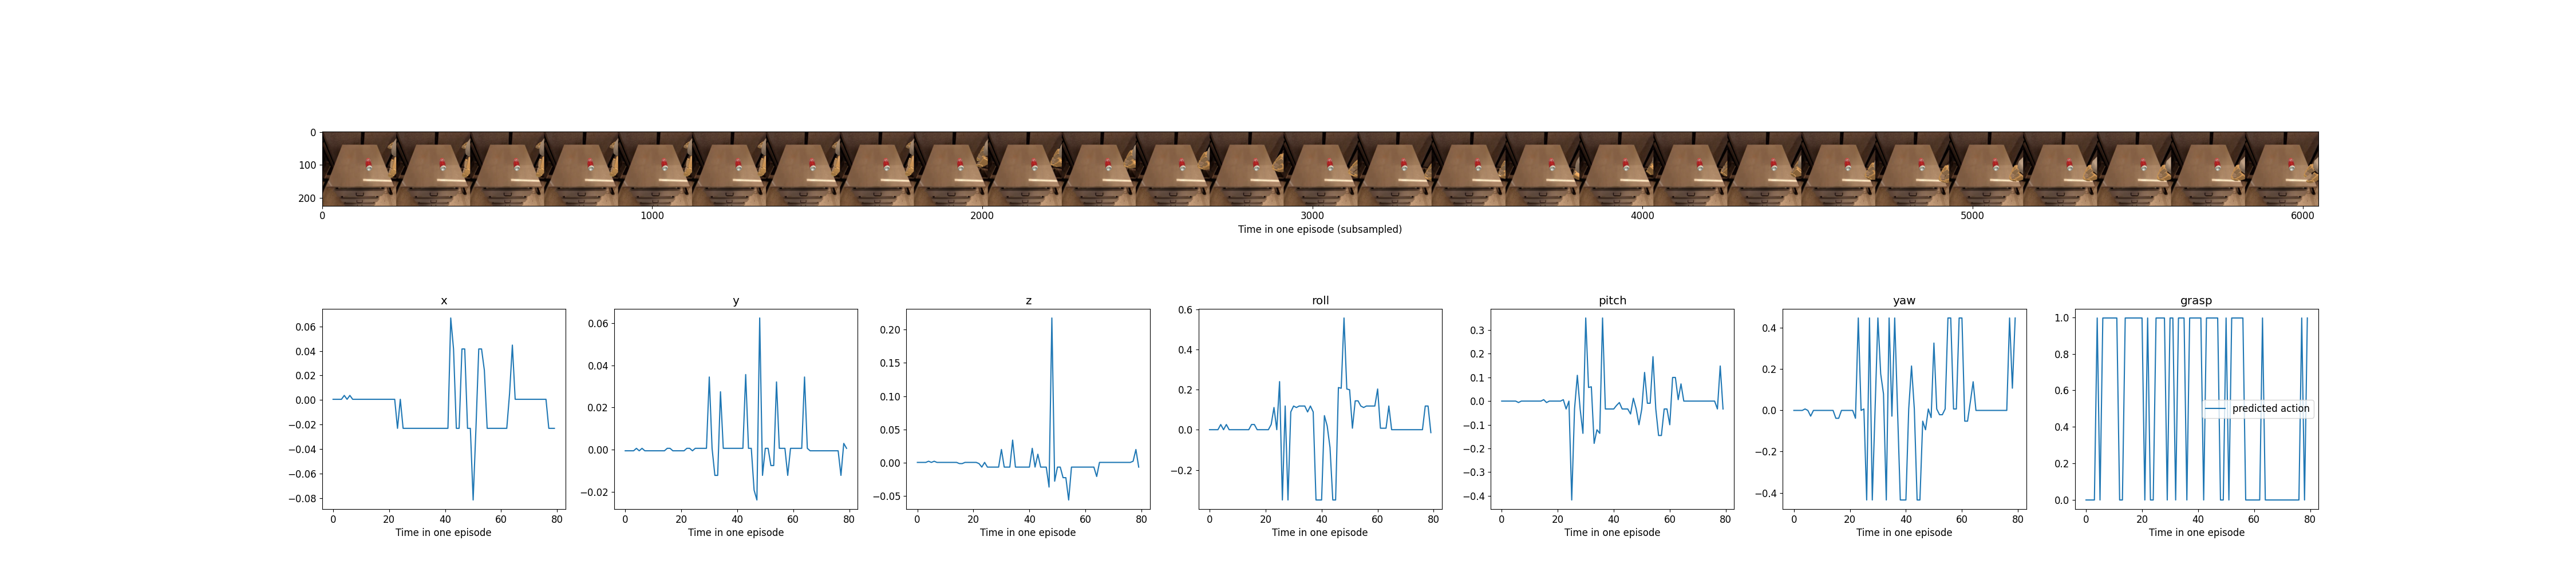 0
100
200
0 1000 2000 3000 4000 5000 6000
Time in one episode (subsampled)
x
0.06
0.04
0.02
0.00
−0.02
−0.04
−0.06
−0.08
0 20 40 60 80
Time in one episode
y
0.06
0.04
0.02
0.00
−0.02
0 20 40 60 80
Time in one episode
z
0.20
0.15
0.10
0.05
0.00
−0.05
0 20 40 60 80
Time in one episode
roll
0.6
0.4
0.2
0.0
−0.2
0 20 40 60 80
Time in one episode
pitch
0.3
0.2
0.1
0.0
−0.1
−0.2
−0.3
−0.4
0 20 40 60 80
Time in one episode
yaw
0.4
0.2
0.0
−0.2
−0.4
0 20 40 60 80
Time in one episode
grasp
1.0
0.8
0.6
0.4
0.2
0.0
predicted action
0 20 40 60 80
Time in one episode